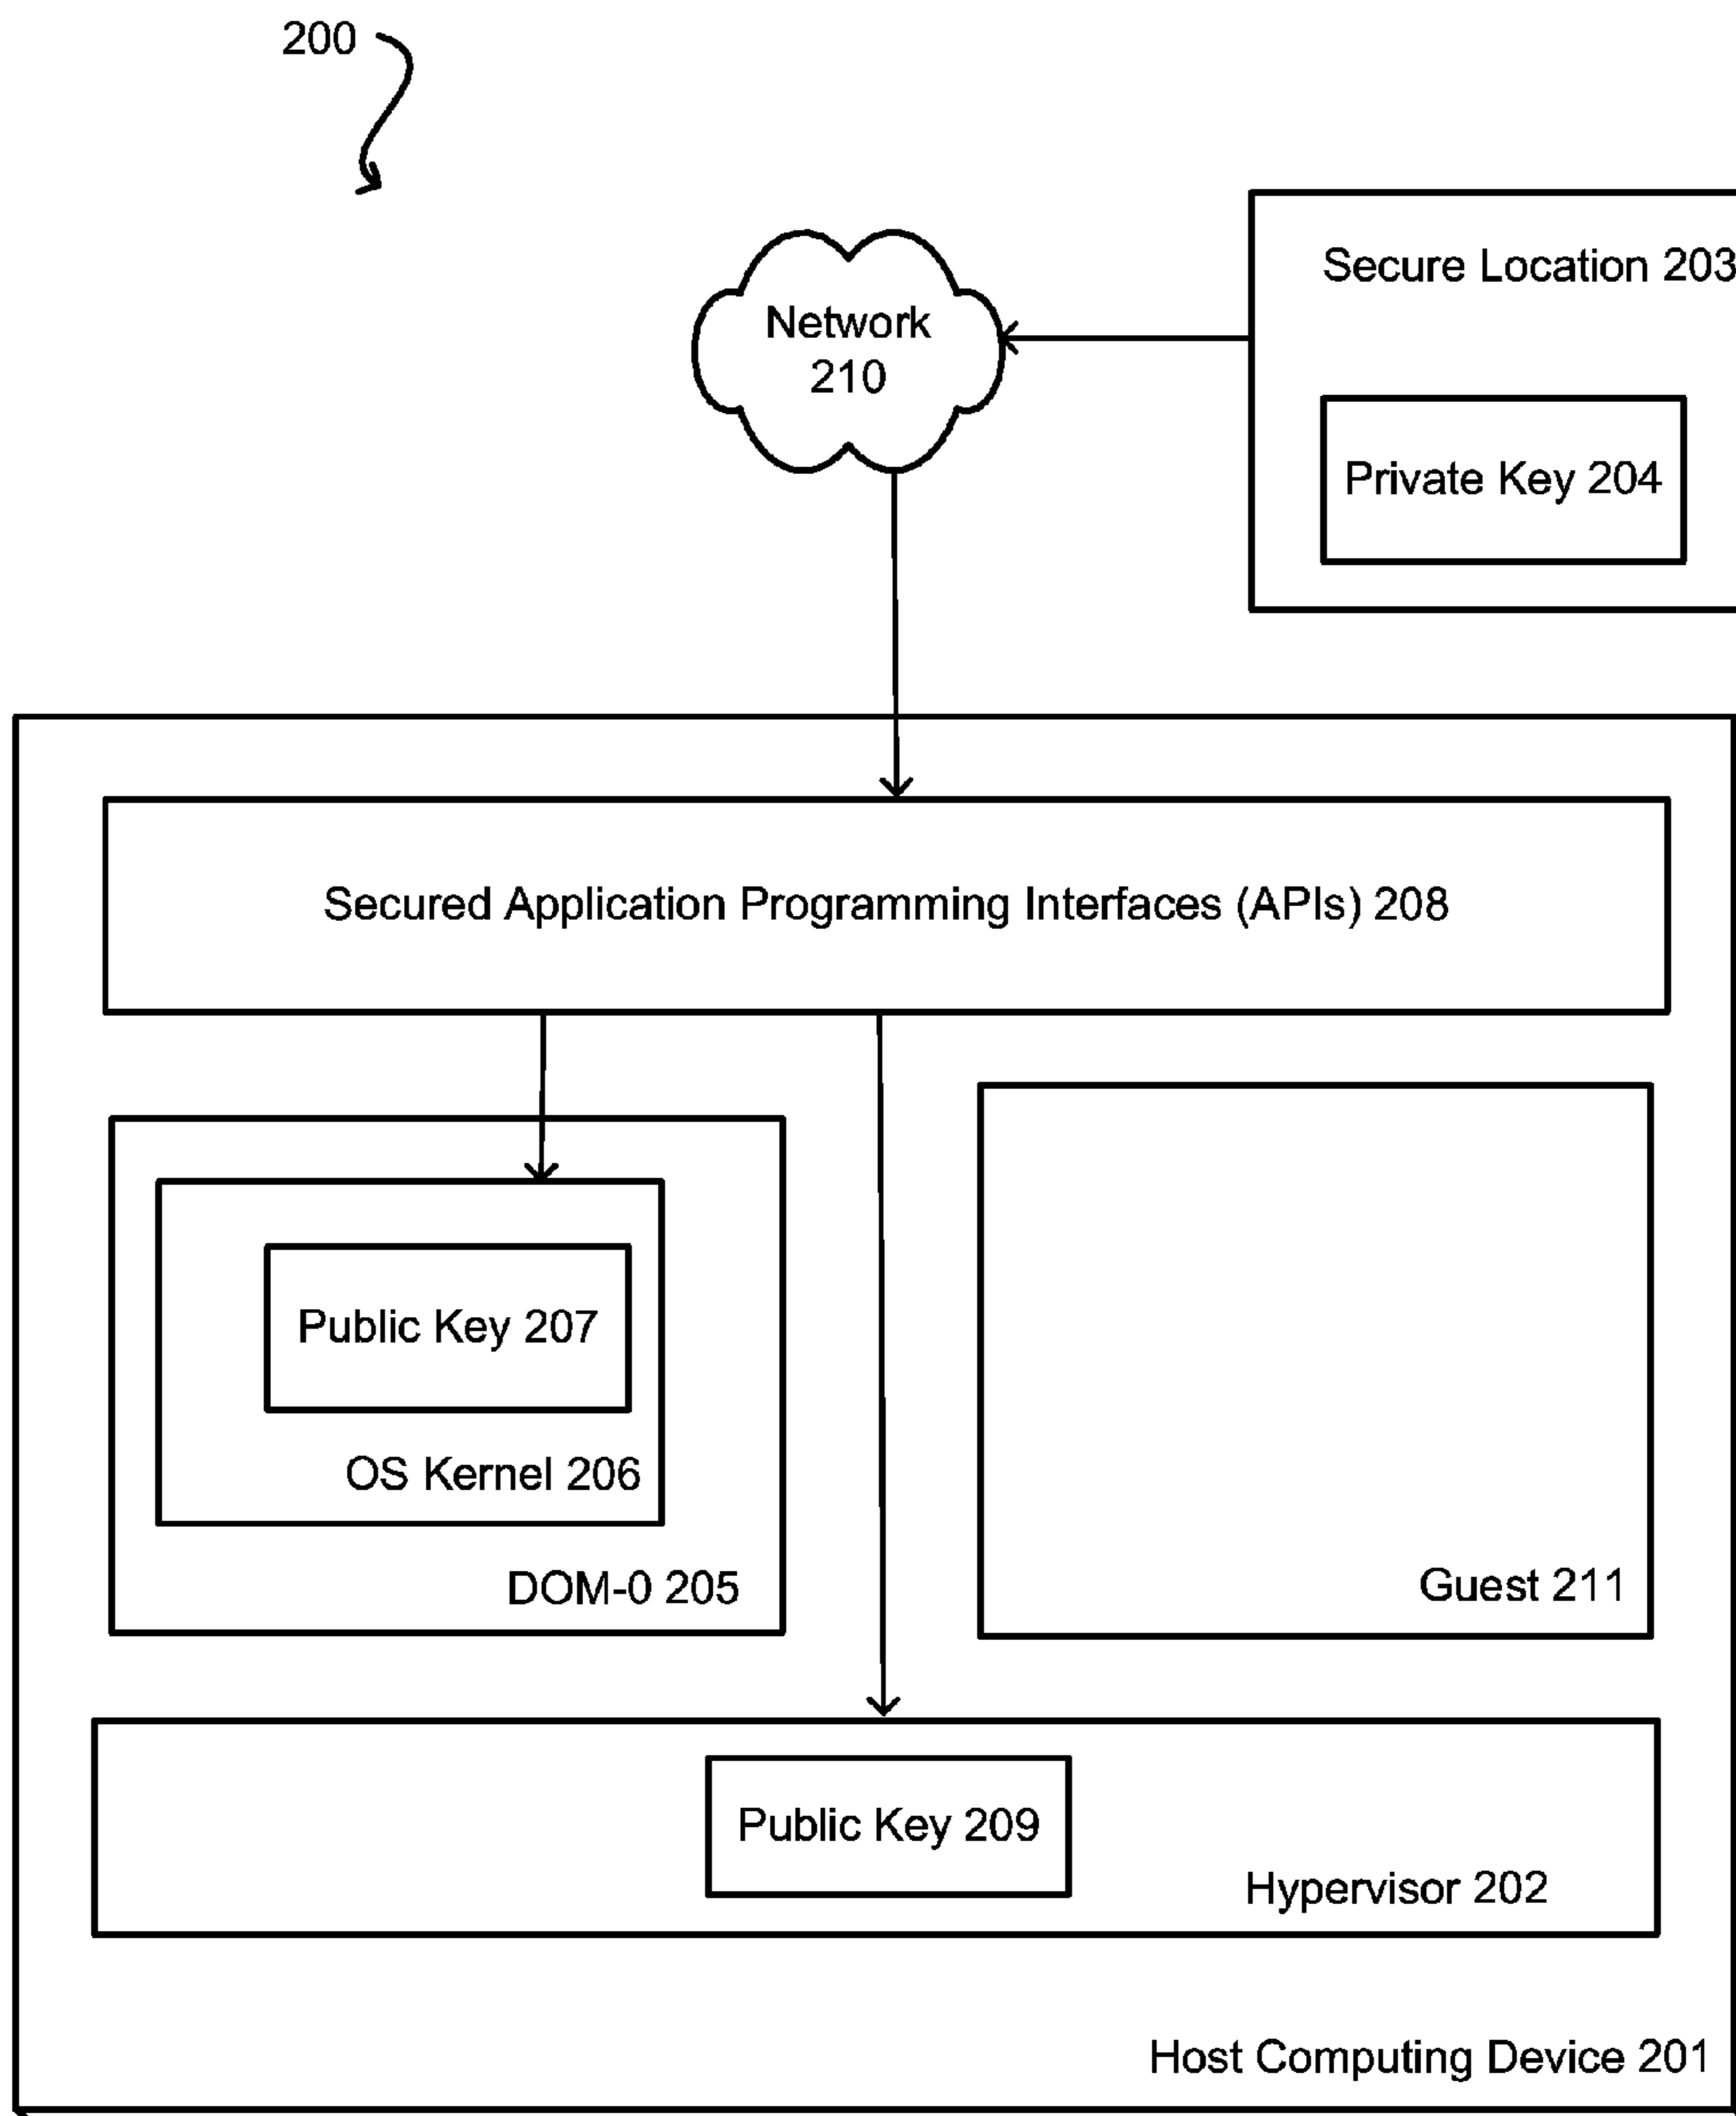 200
Secure Location 203
Network
210
Private Key 204
Secured Application Programming Interfaces (APIs) 208
Public Key 207
OS Kernel 206
DOM-0 205
Guest 211
Public Key 209
Hypervisor 202
Host Computing Device 201